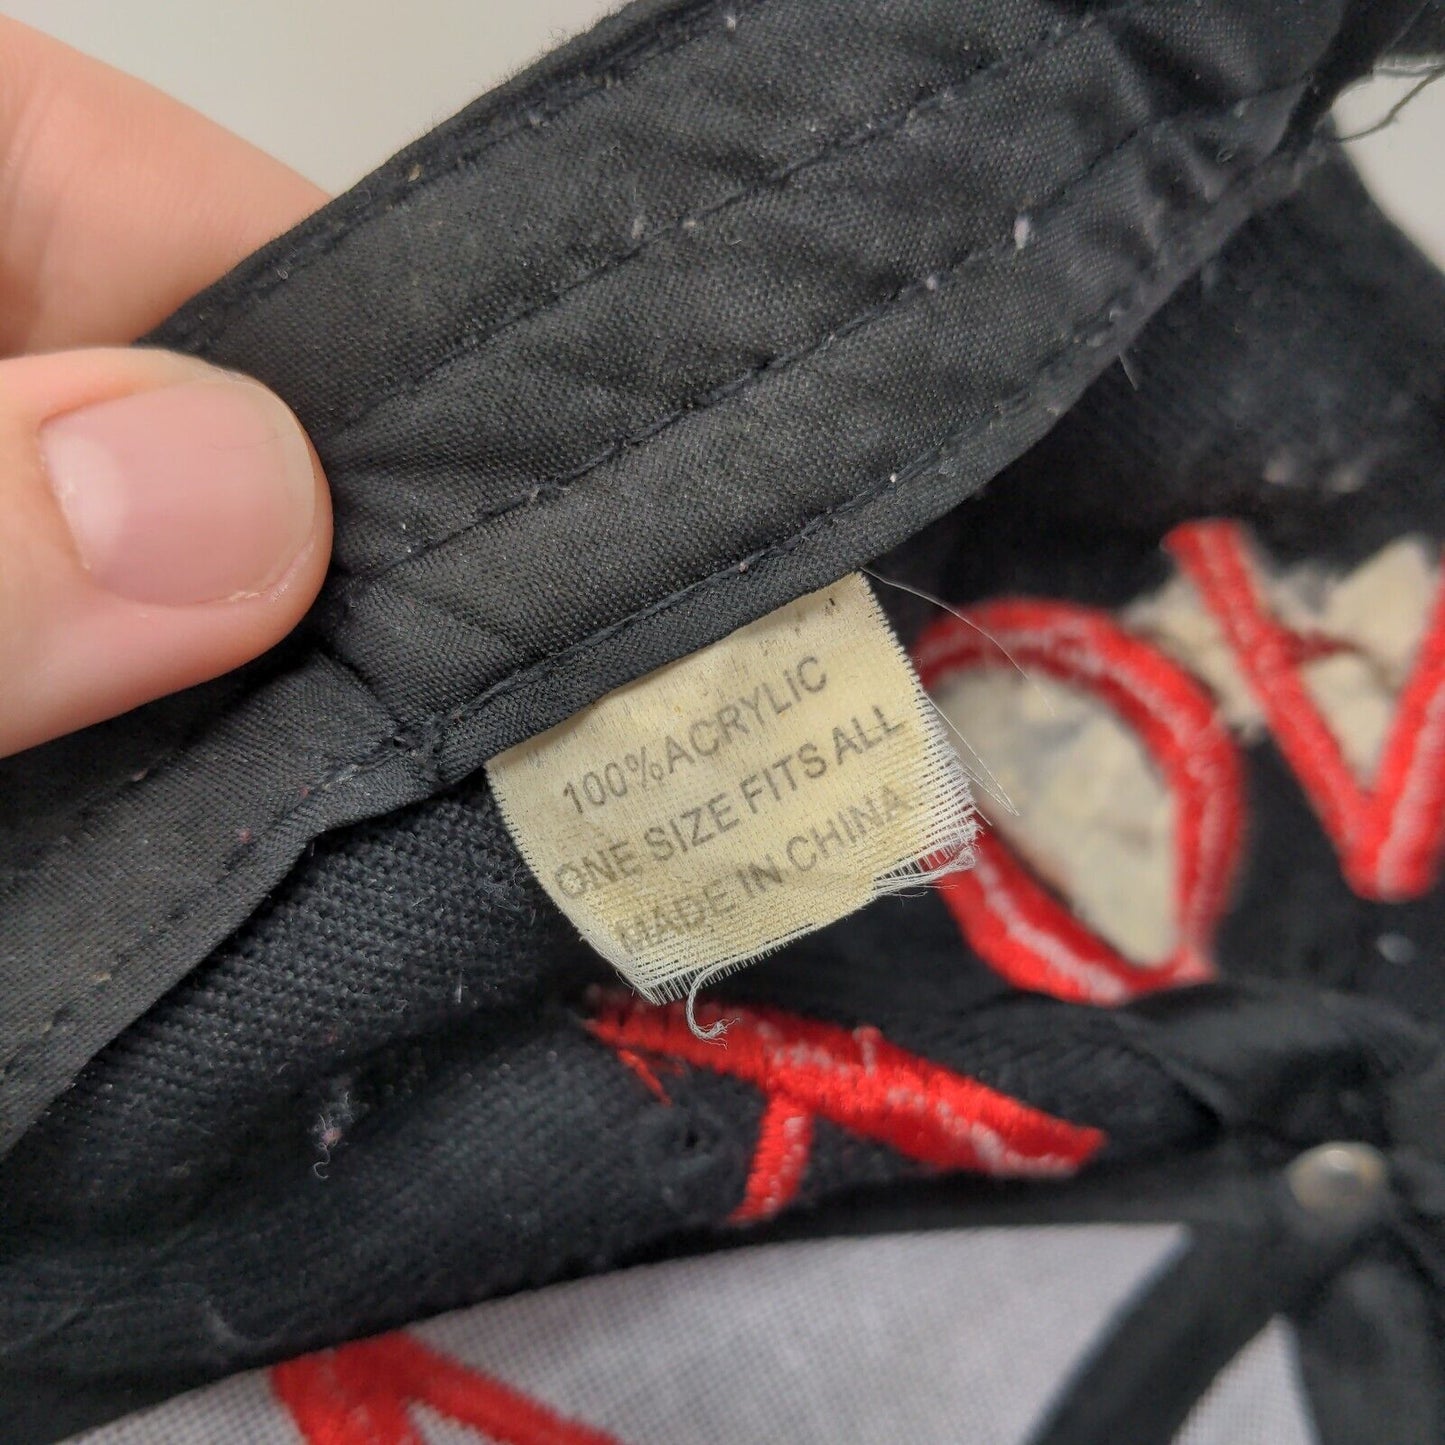 100%ACRYLIC
ONE SIZE FITS ALL
MADE IN CHINA